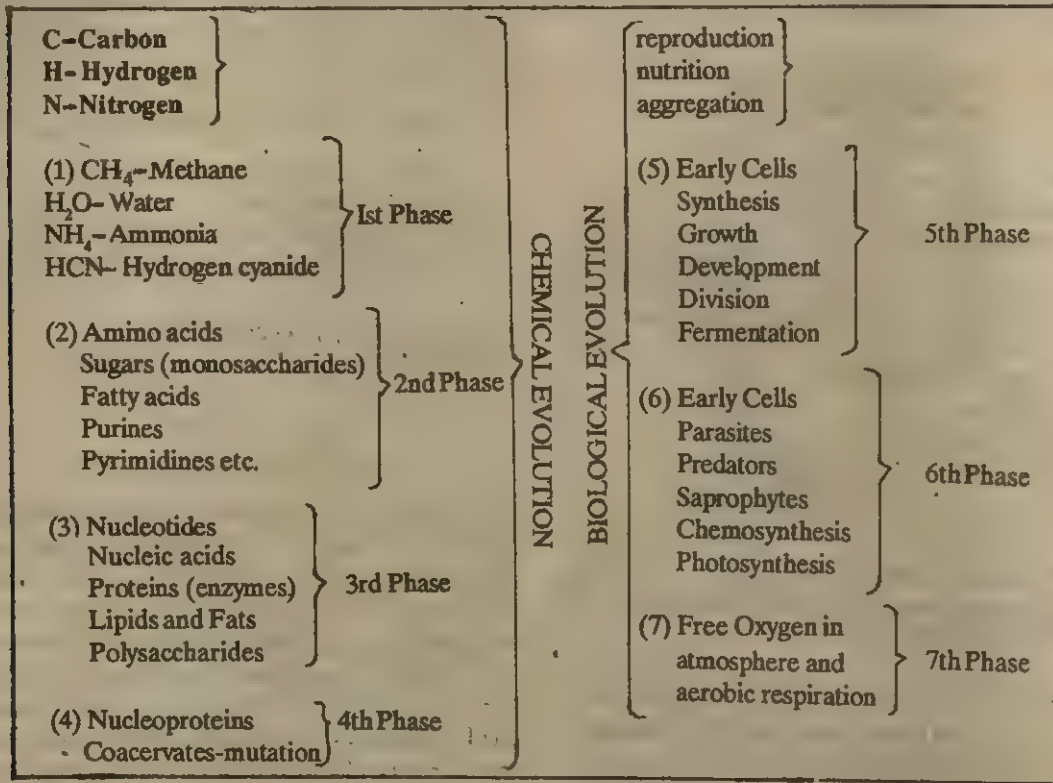 C-Carbon
H-Hydrogen
N-Nitrogen
(1) CH₄-Methane
H₂O-Water
NH₄-Ammonia
HCN-Hydrogen cyanide
Ist Phase
(2) Amino acids
Sugars (monosaccharides)
Fatty acids
Purines
Pyrimidines etc.
2nd Phase
(3) Nucleotides
Nucleic acids
Proteins (enzymes)
Lipids and Fats
Polysaccharides
3rd Phase
(4) Nucleoproteins
Coacervates-mutation
4th Phase
CHEMICAL EVOLUTION
BIOLOGICAL EVOLUTION
reproduction
nutrition
aggregation
(5) Early Cells
Synthesis
Growth
Development
Division
Fermentation
5th Phase
(6) Early Cells
Parasites
Predators
Saprophytes
Chemosynthesis
Photosynthesis
6th Phase
(7) Free Oxygen in
atmosphere and
aerobic respiration
7th Phase